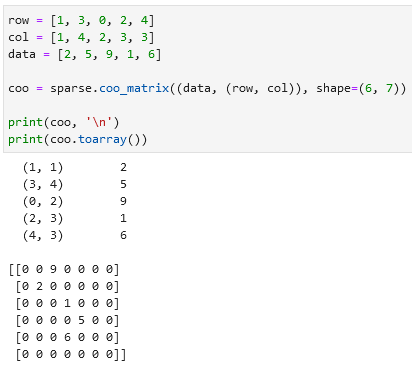 row = [1, 3, 0, 2, 4]
col = [1, 4, 2, 3, 3]
data = [2, 5, 9, 1, 6]
coo = sparse.coo_matrix((data, (row, col)), shape=(6, 7))
print(coo, '\n')
print(coo.toarray())
(1, 1) 2
(3, 4) 5
(0, 2) 9
(2, 3) 1
(4, 3) 6
[[0 0 9 0 0 0 0]
[0 2 0 0 0 0 0]
[0 0 0 1 0 0 0]
[0 0 0 0 5 0 0]
[0 0 0 6 0 0 0]
[0 0 0 0 0 0 0]]